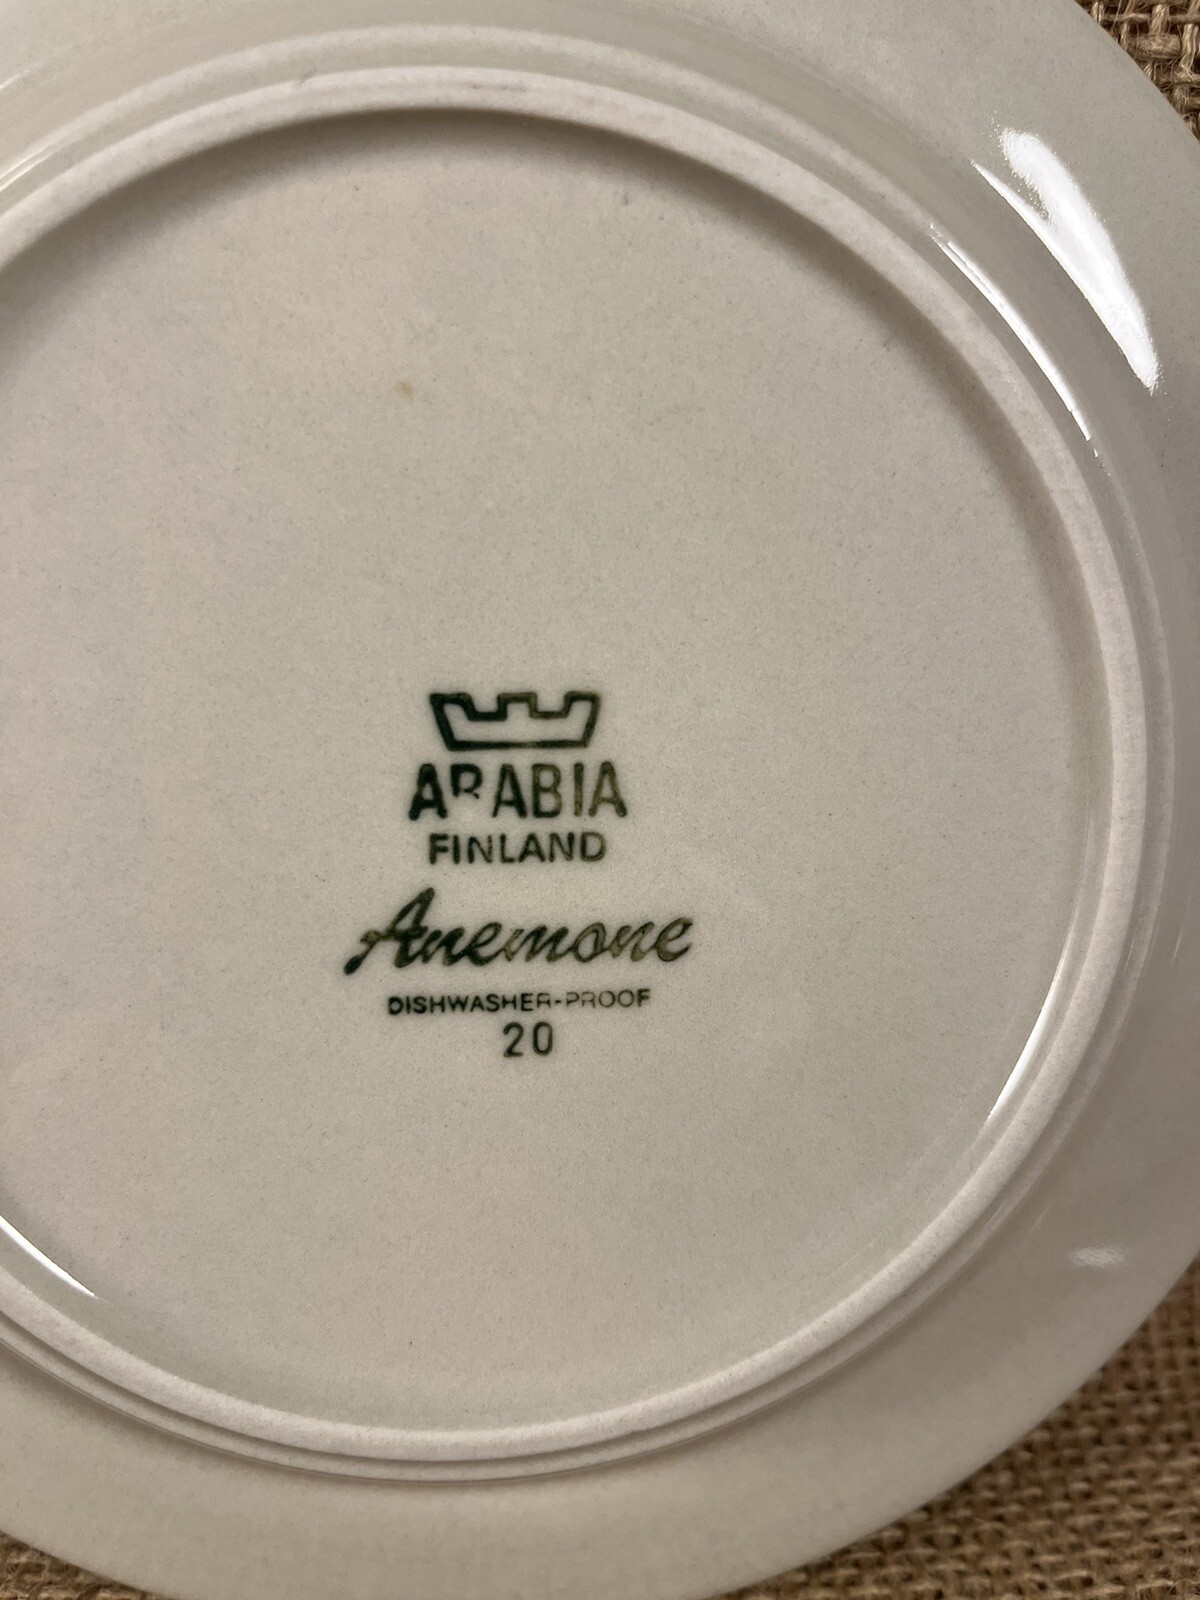 ARABIA
FINLAND
Anemone
DISHWASHER-PROOF
20